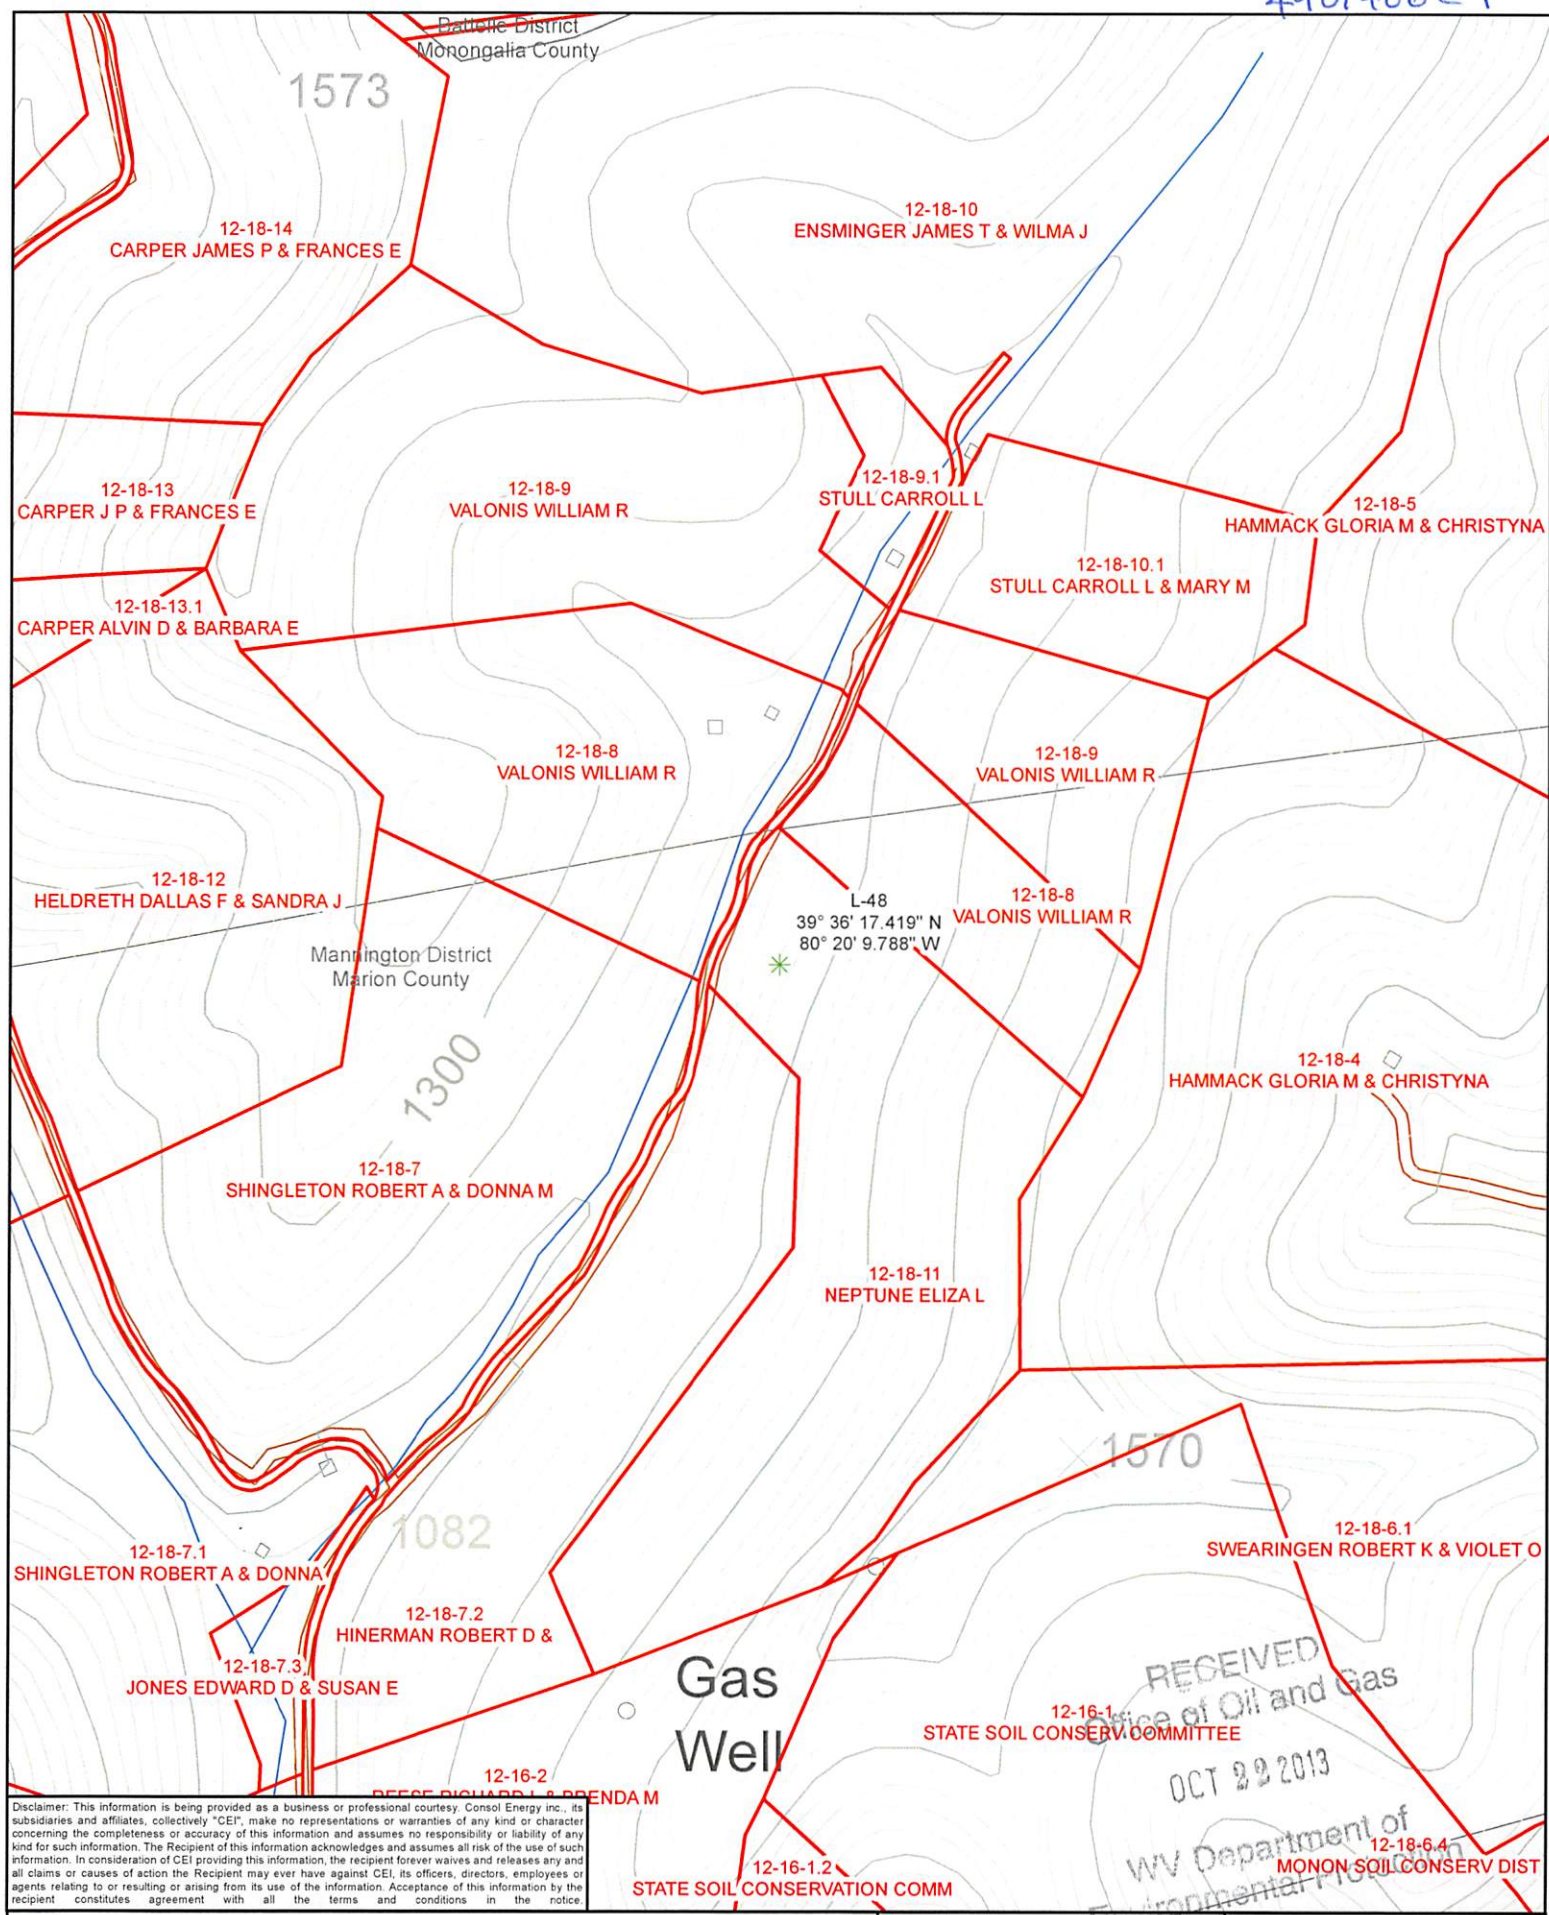 Battelle District
Monongalia County
1573
12-18-14
CARPER JAMES P & FRANCES E
12-18-10
ENSMINGER JAMES T & WILMA J
12-18-13
CARPER J P & FRANCES E
12-18-9
VALONIS WILLIAM R
12-18-9.1
STULL CARROLL L
12-18-5
HAMMACK GLORIA M & CHRISTYNA
12-18-10.1
STULL CARROLL L & MARY M
12-18-13.1
CARPER ALVIN D & BARBARA E
12-18-8
VALONIS WILLIAM R
12-18-9
VALONIS WILLIAM R
12-18-12
HELDRETH DALLAS F & SANDRA J
L-48
39° 36' 17.419" N
80° 20' 9.788" W
12-18-8
VALONIS WILLIAM R
Mannington District
Marion County
1300
12-18-4
HAMMACK GLORIA M & CHRISTYNA
12-18-7
SHINGLETON ROBERT A & DONNA M
12-18-11
NEPTUNE ELIZA L
1570
1082
12-18-6.1
SWEARINGEN ROBERT K & VIOLET O
12-18-7.1
SHINGLETON ROBERT A & DONNA
12-18-7.2
HINERMAN ROBERT D &
12-18-7.3
JONES EDWARD D & SUSAN E
Gas
Well
RECEIVED
Office of Oil and Gas
12-16-1
STATE SOIL CONSERV COMMITTEE
OCT 22 2013
12-16-2
REESE RICHARD L & BRENDA M
WV Department of
Environmental Protection
12-18-6.4
MONON SOIL CONSERV DIST
12-16-1.2
STATE SOIL CONSERVATION COMM
Disclaimer: This information is being provided as a business or professional courtesy. Consol Energy inc., its
subsidiaries and affiliates, collectively "CEI", make no representations or warranties of any kind or character
concerning the completeness or accuracy of this information and assumes no responsibility or liability of any
kind for such information. The Recipient of this information acknowledges and assumes all risk of the use of such
information. In consideration of CEI providing this information, the recipient forever waives and releases any and
all claims or causes of action the Recipient may ever have against CEI, its officers, directors, employees or
agents relating to or resulting or arising from its use of the information. Acceptance of this information by the
recipient constitutes agreement with all the terms and conditions in the notice.